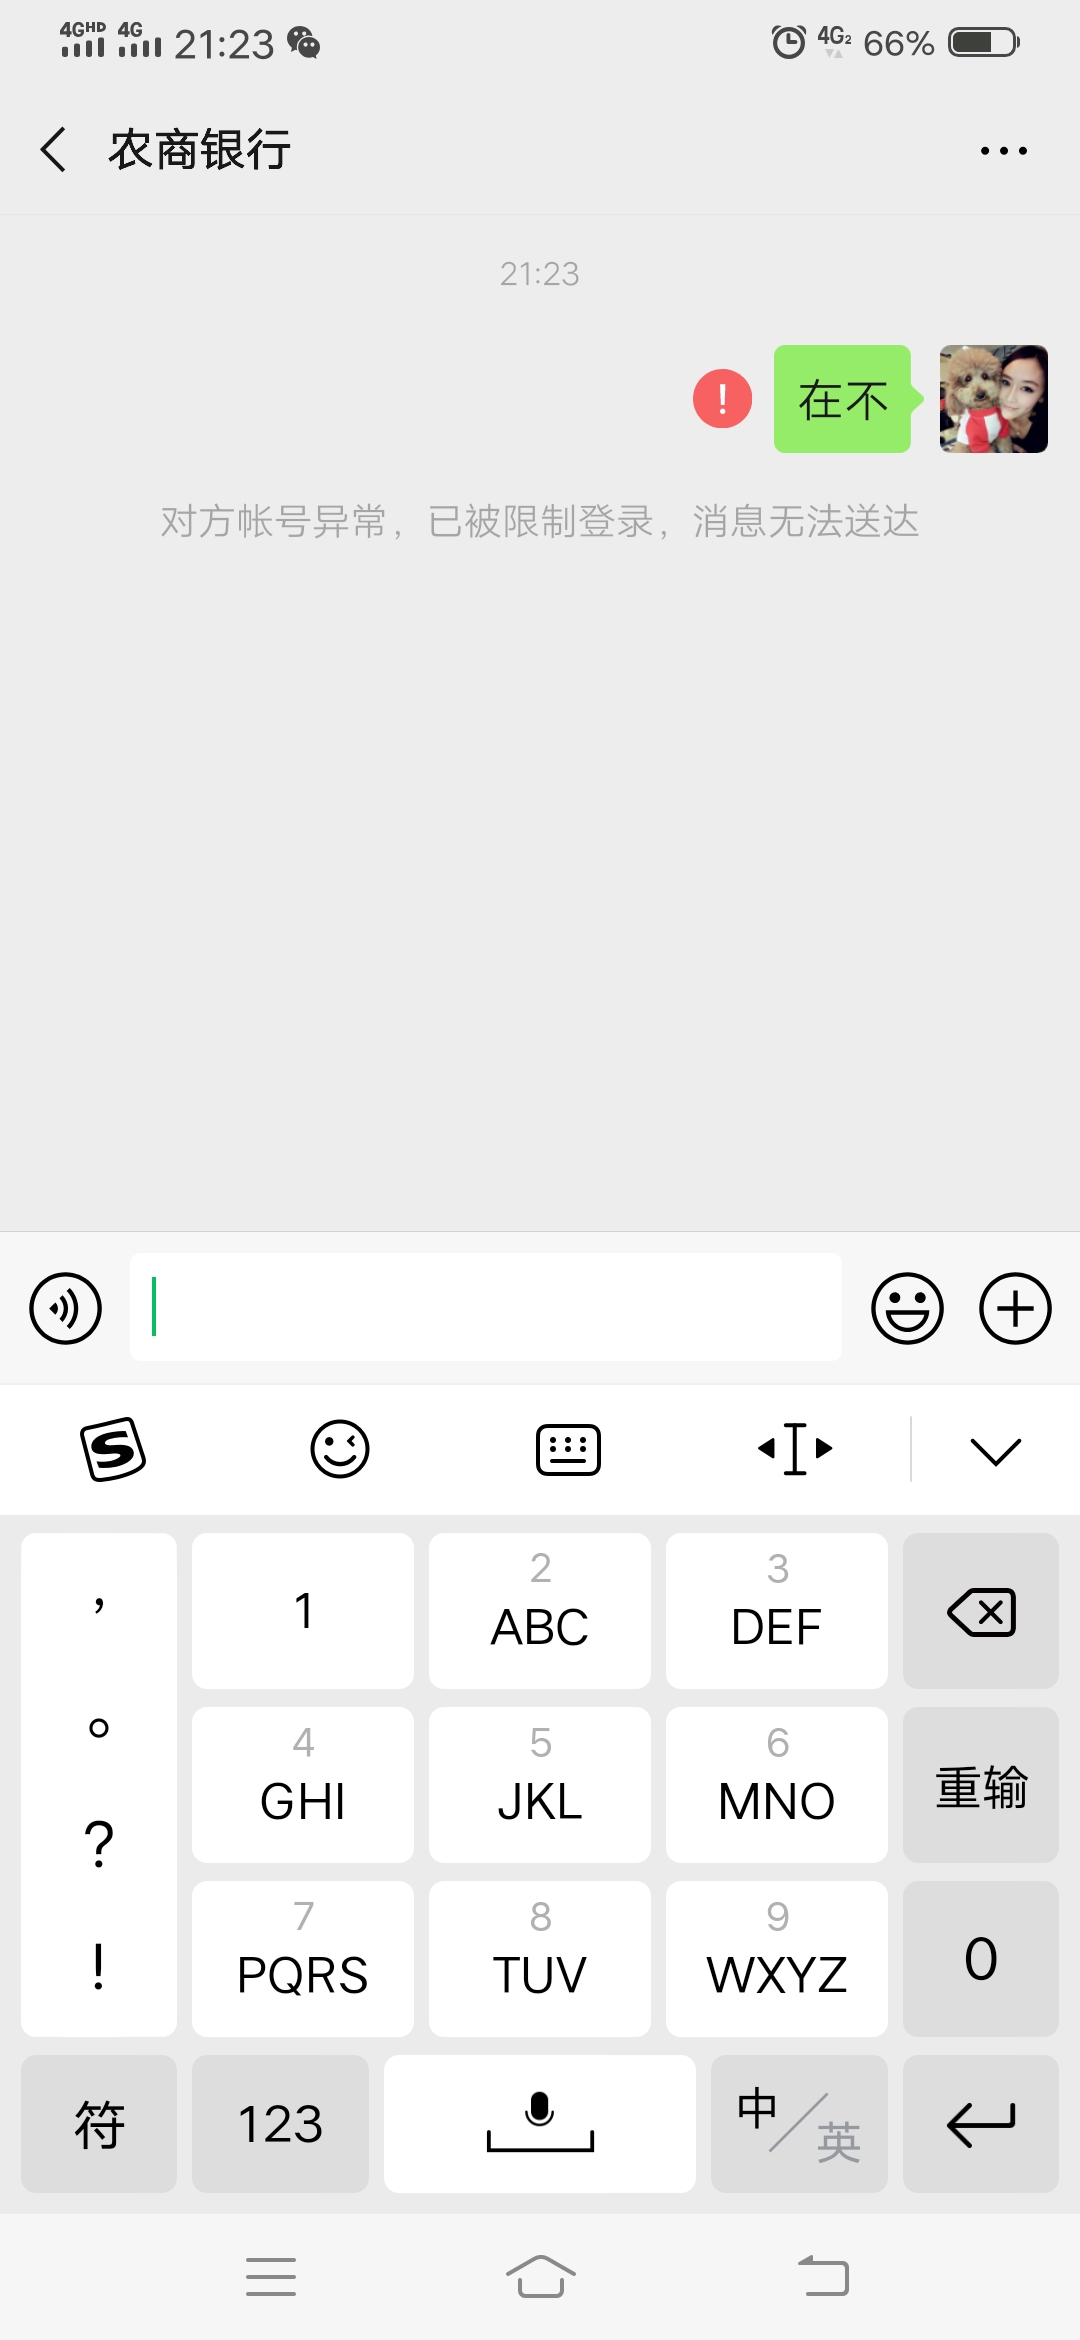 4GHD 4G 21:23 4G2 66%
农商银行
21:23
在不
对方帐号异常，已被限制登录，消息无法送达
， 1 2 ABC 3 DEF
。 4 GHI 5 JKL 6 MNO 重输
? 7 PQRS 8 TUV 9 WXYZ 0
!
符 123 中/英